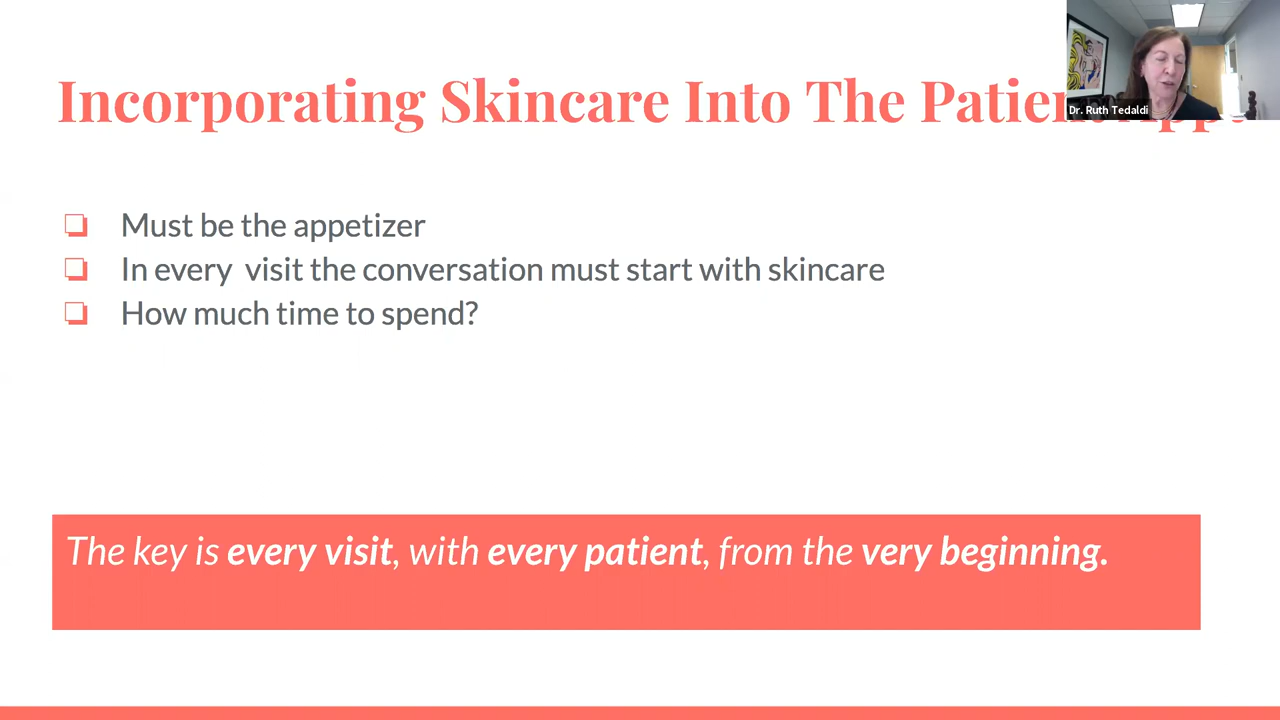 Incorporating Skincare Into The Patient
Dr. Ruth Tedaldi
Must be the appetizer
In every visit the conversation must start with skincare
How much time to spend?
The key is every visit, with every patient, from the very beginning.